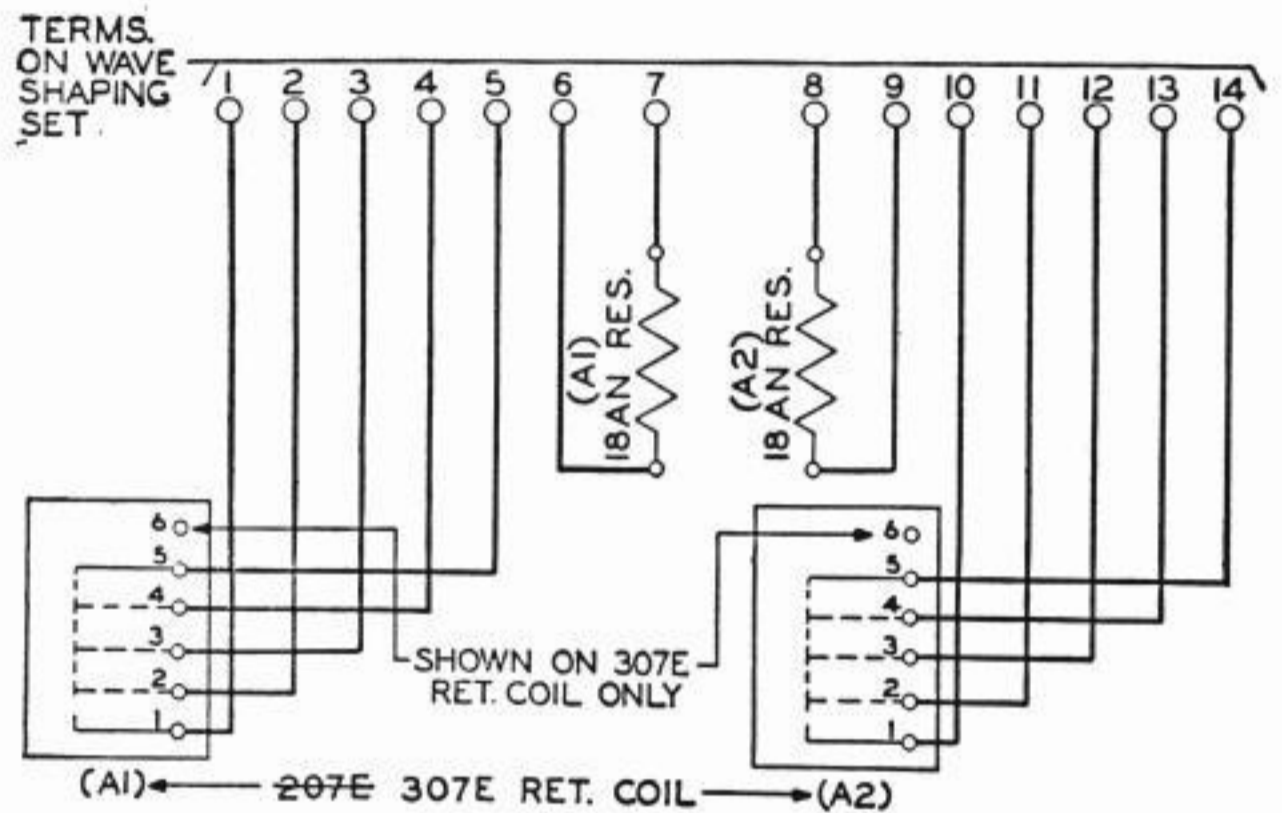 TERMS.
ON WAVE
SHAPING
SET.
1 2 3 4 5 6 7 8 9 10 11 12 13 14
(A1)
18AN RES.
(A2)
18AN RES.
6
5
4
3
2
1
6
5
4
3
2
1
SHOWN ON 307E
RET. COIL ONLY
(A1) 207E 307E RET. COIL (A2)